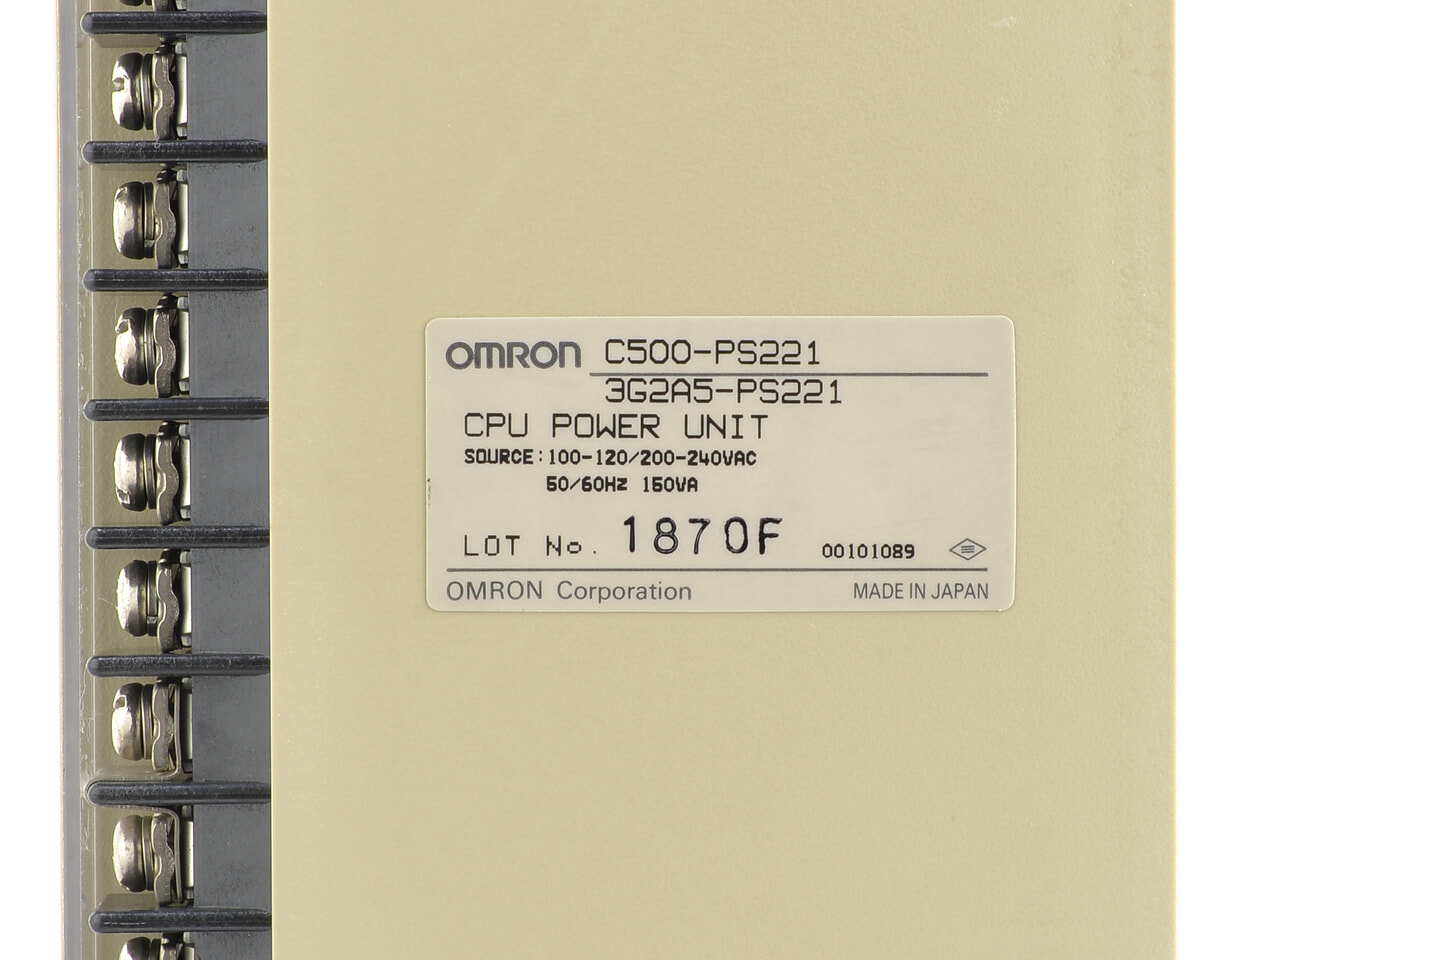 OMRON C500-PS221
3G2A5-PS221
CPU POWER UNIT
SOURCE:100-120/200-240VAC
50/60Hz 150VA
LOT No. 1870F 00101089
OMRON Corporation MADE IN JAPAN